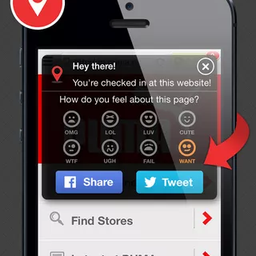 Hey there!
You're checked in at this website!
How do you feel about this page?
OMG LOL LUV CUTE
WTF UGH FAIL WANT
Share Tweet
Find Stores